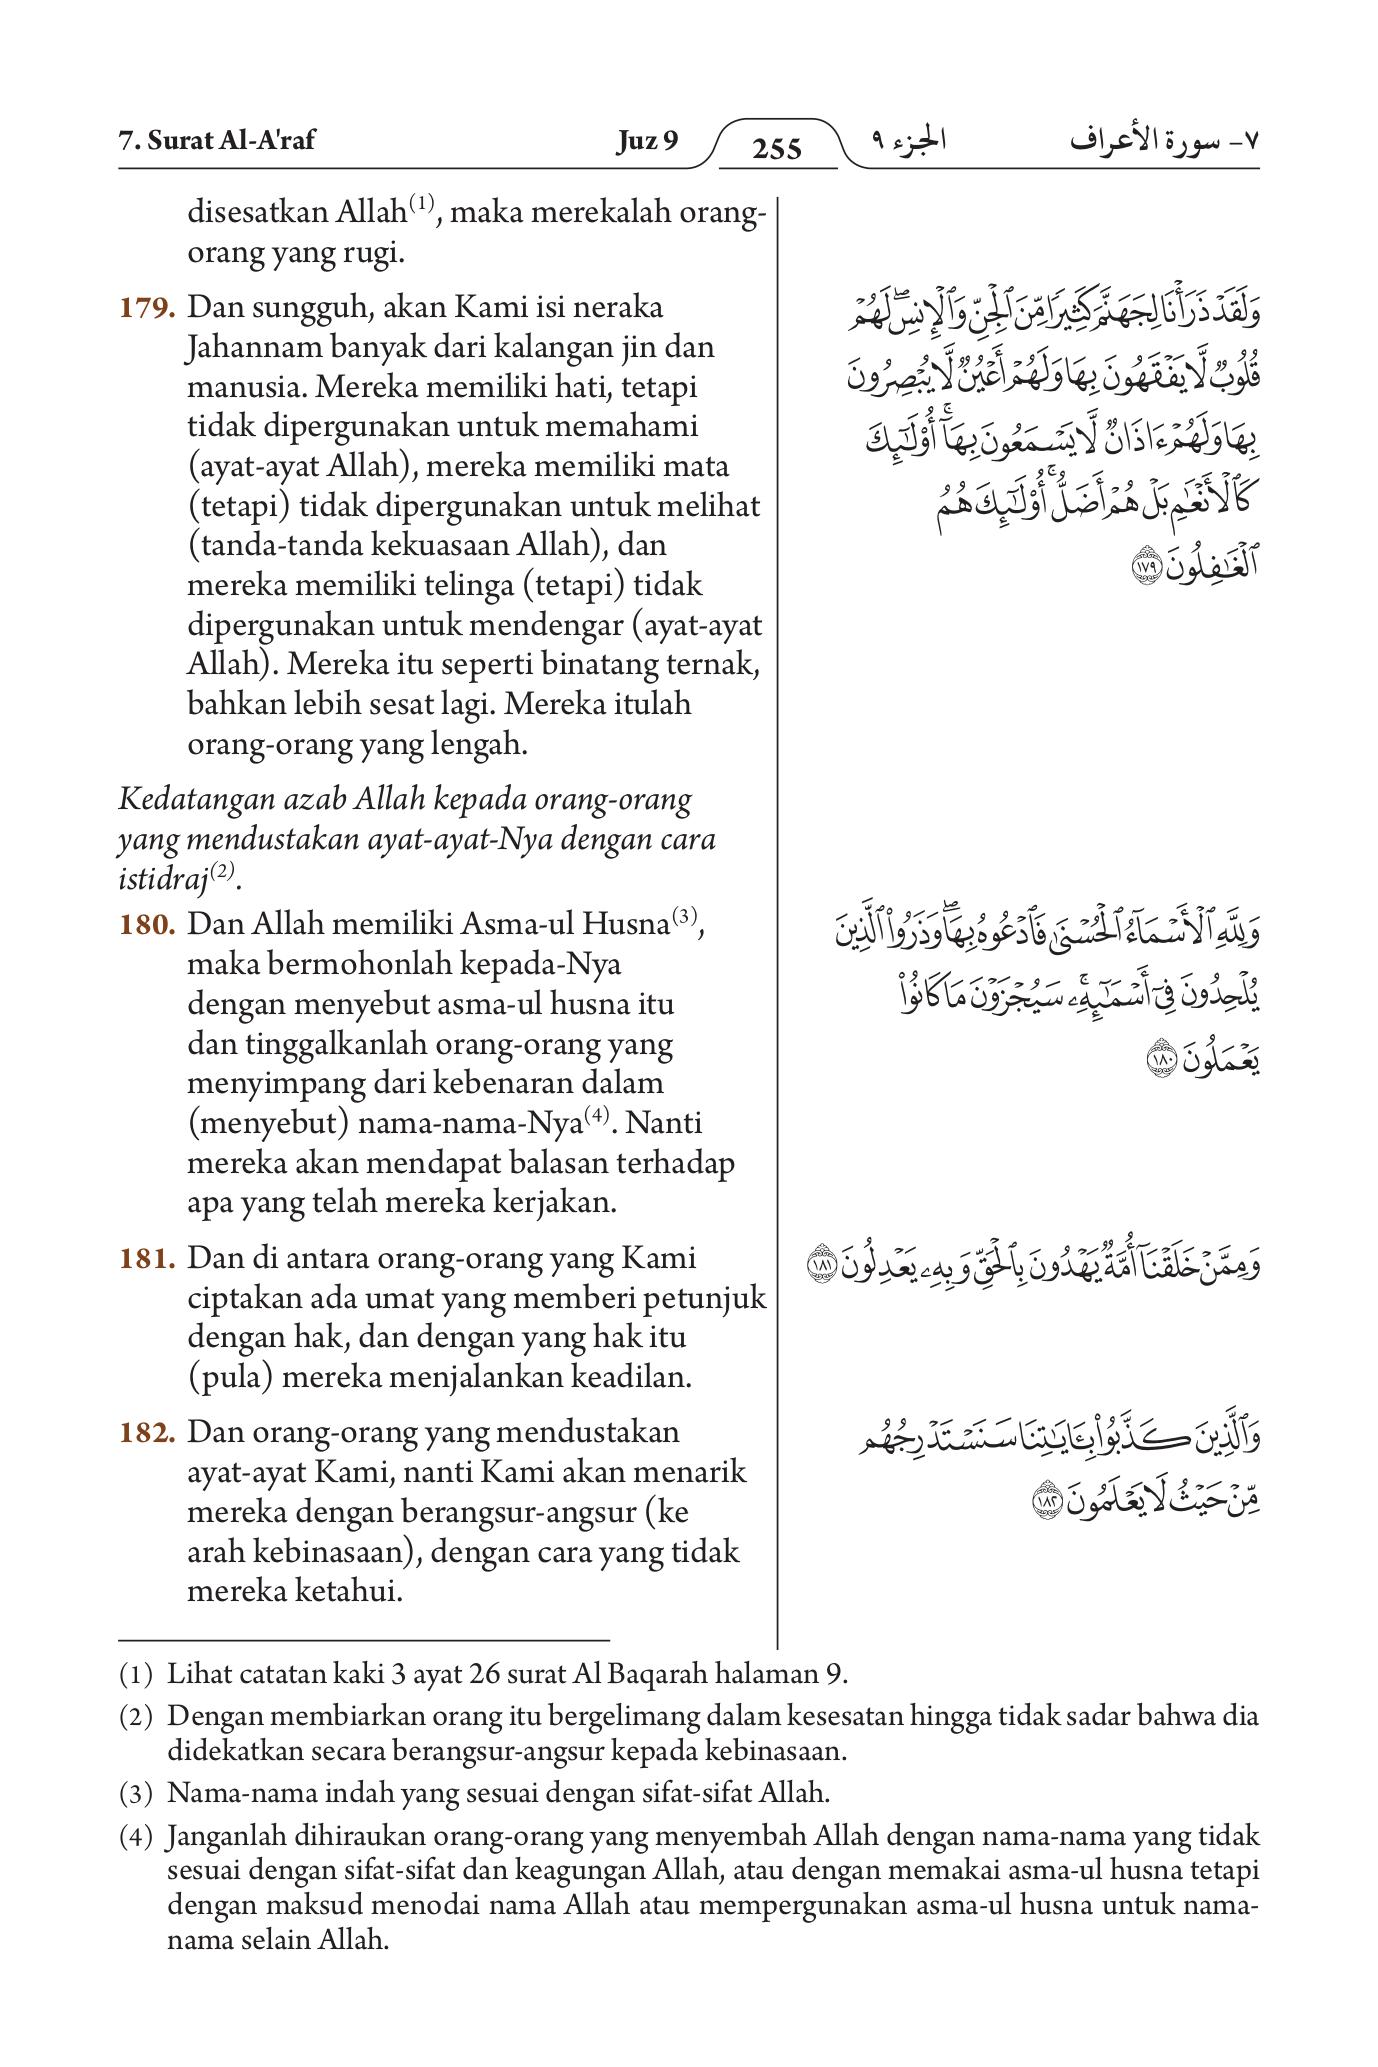 7. Surat Al-A'raf Juz 9 255 الجزء ٩ ٧- سورة الأعراف
disesatkan Allah(1), maka merekalah orang-
orang yang rugi.
179. Dan sungguh, akan Kami isi neraka
Jahannam banyak dari kalangan jin dan
manusia. Mereka memiliki hati, tetapi
tidak dipergunakan untuk memahami
(ayat-ayat Allah), mereka memiliki mata
(tetapi) tidak dipergunakan untuk melihat
(tanda-tanda kekuasaan Allah), dan
mereka memiliki telinga (tetapi) tidak
dipergunakan untuk mendengar (ayat-ayat
Allah). Mereka itu seperti binatang ternak,
bahkan lebih sesat lagi. Mereka itulah
orang-orang yang lengah.
وَلَقَدْ ذَرَأْنَا لِجَهَنَّمَ كَثِيرًا مِّنَ ٱلْجِنِّ وَٱلْإِنسِ ۖ لَهُمْ
قُلُوبٌ لَّا يَفْقَهُونَ بِهَا وَلَهُمْ أَعْيُنٌ لَّا يُبْصِرُونَ
بِهَا وَلَهُمْ ءَاذَانٌ لَّا يَسْمَعُونَ بِهَآ ۚ أُو۟لَٰٓئِكَ
كَٱلْأَنْعَٰمِ بَلْ هُمْ أَضَلُّ ۚ أُو۟لَٰٓئِكَ هُمُ
ٱلْغَٰفِلُونَ ١٧٩
Kedatangan azab Allah kepada orang-orang
yang mendustakan ayat-ayat-Nya dengan cara
istidraj(2).
180. Dan Allah memiliki Asma-ul Husna(3),
maka bermohonlah kepada-Nya
dengan menyebut asma-ul husna itu
dan tinggalkanlah orang-orang yang
menyimpang dari kebenaran dalam
(menyebut) nama-nama-Nya(4). Nanti
mereka akan mendapat balasan terhadap
apa yang telah mereka kerjakan.
وَلِلَّهِ ٱلْأَسْمَآءُ ٱلْحُسْنَىٰ فَٱدْعُوهُ بِهَا ۖ وَذَرُوا۟ ٱلَّذِينَ
يُلْحِدُونَ فِىٓ أَسْمَٰٓئِهِۦ ۚ سَيُجْزَوْنَ مَا كَانُوا۟
يَعْمَلُونَ ١٨٠
181. Dan di antara orang-orang yang Kami
ciptakan ada umat yang memberi petunjuk
dengan hak, dan dengan yang hak itu
(pula) mereka menjalankan keadilan.
وَمِمَّنْ خَلَقْنَآ أُمَّةٌ يَهْدُونَ بِٱلْحَقِّ وَبِهِۦ يَعْدِلُونَ ١٨١
182. Dan orang-orang yang mendustakan
ayat-ayat Kami, nanti Kami akan menarik
mereka dengan berangsur-angsur (ke
arah kebinasaan), dengan cara yang tidak
mereka ketahui.
وَٱلَّذِينَ كَذَّبُوا۟ بِـَٔايَٰتِنَا سَنَسْتَدْرِجُهُم
مِّنْ حَيْثُ لَا يَعْلَمُونَ ١٨٢
(1) Lihat catatan kaki 3 ayat 26 surat Al Baqarah halaman 9.
(2) Dengan membiarkan orang itu bergelimang dalam kesesatan hingga tidak sadar bahwa dia
didekatkan secara berangsur-angsur kepada kebinasaan.
(3) Nama-nama indah yang sesuai dengan sifat-sifat Allah.
(4) Janganlah dihiraukan orang-orang yang menyembah Allah dengan nama-nama yang tidak
sesuai dengan sifat-sifat dan keagungan Allah, atau dengan memakai asma-ul husna tetapi
dengan maksud menodai nama Allah atau mempergunakan asma-ul husna untuk nama-
nama selain Allah.